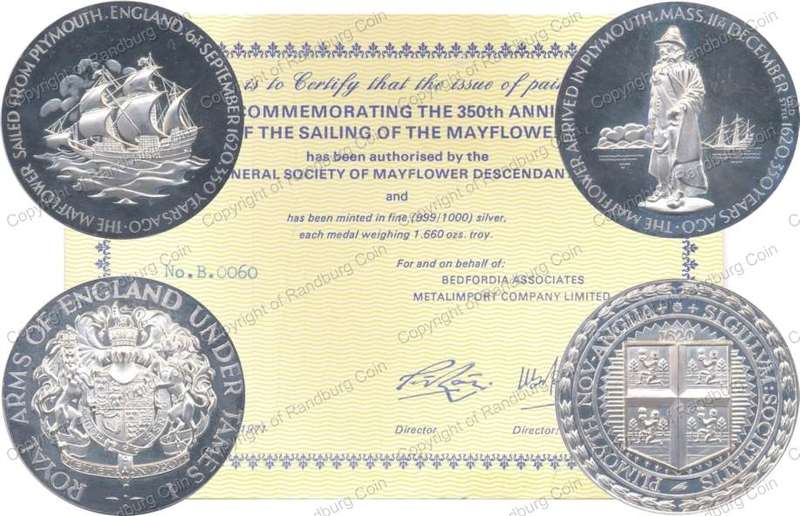 THE MAYFLOWER SAILED FROM PLYMOUTH, ENGLAND, 6th SEPTEMBER 1620, 350 YEARS AGO ·
THE MAYFLOWER ARRIVED IN PLYMOUTH, MASS. 11th DECEMBER 1620 350 YEARS AGO ·
is to Certify that the issue of pai
COMMEMORATING THE 350th ANNI
F THE SAILING OF THE MAYFLOWER
has been authorised by the
NERAL SOCIETY OF MAYFLOWER DESCENDANT
and
has been minted in fine,(999/1000) silver,
each medal weighing 1.660 ozs. troy.
No.B.0060
For and on behalf of:
BEDFORDIA ASSOCIATES
METALIMPORT COMPANY LIMITED
Director
Director:
ROYAL ARMS OF ENGLAND UNDER JAMES I
PLIMOVTH NOV-ANGLIA SIGILLVM SOCIETATIS
1620
Copyright of Randburg Coin